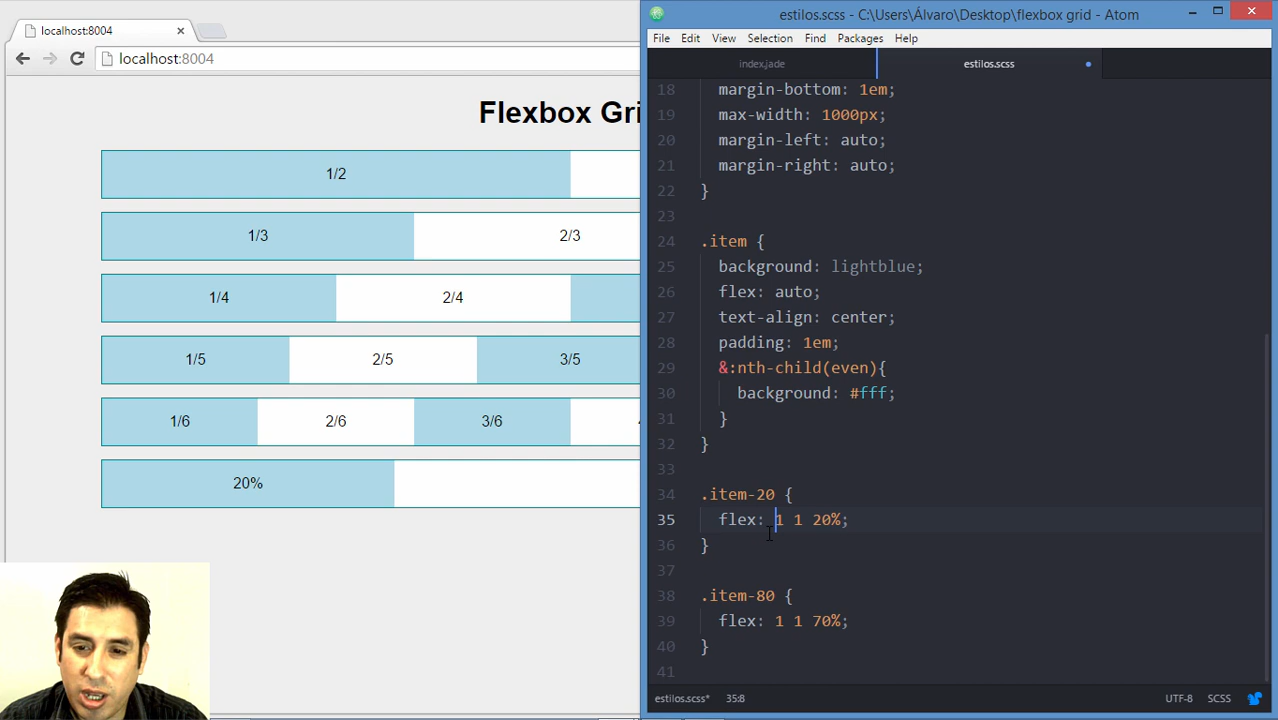 localhost:8004
localhost:8004
Flexbox Gri
1/2
1/3 2/3
1/4 2/4
1/5 2/5 3/5
1/6 2/6 3/6
20%
estilos.scss - C:\Users\Álvaro\Desktop\flexbox grid - Atom
File Edit View Selection Find Packages Help
index.jade estilos.scss
18 margin-bottom: 1em;
19 max-width: 1000px;
20 margin-left: auto;
21 margin-right: auto;
22 }
23
24 .item {
25 background: lightblue;
26 flex: auto;
27 text-align: center;
28 padding: 1em;
29 &:nth-child(even){
30 background: #fff;
31 }
32 }
33
34 .item-20 {
35 flex: 1 1 20%;
36 }
37
38 .item-80 {
39 flex: 1 1 70%;
40 }
41
estilos.scss* 35:8 UTF-8 SCSS